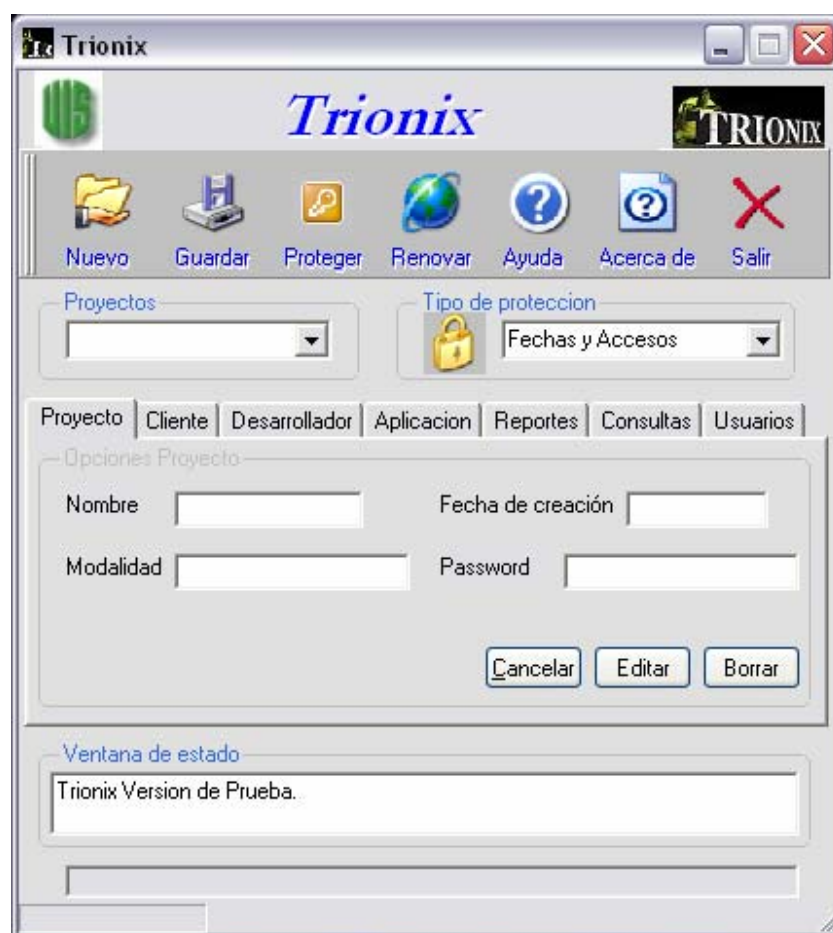 Trionix
Trionix
TRIONIX
Nuevo Guardar Proteger Renovar Ayuda Acerca de Salir
Proyectos Tipo de proteccion
Fechas y Accesos
Proyecto Cliente Desarrollador Aplicacion Reportes Consultas Usuarios
Opciones Proyecto
Nombre Fecha de creación
Modalidad Password
Cancelar Editar Borrar
Ventana de estado
Trionix Version de Prueba.